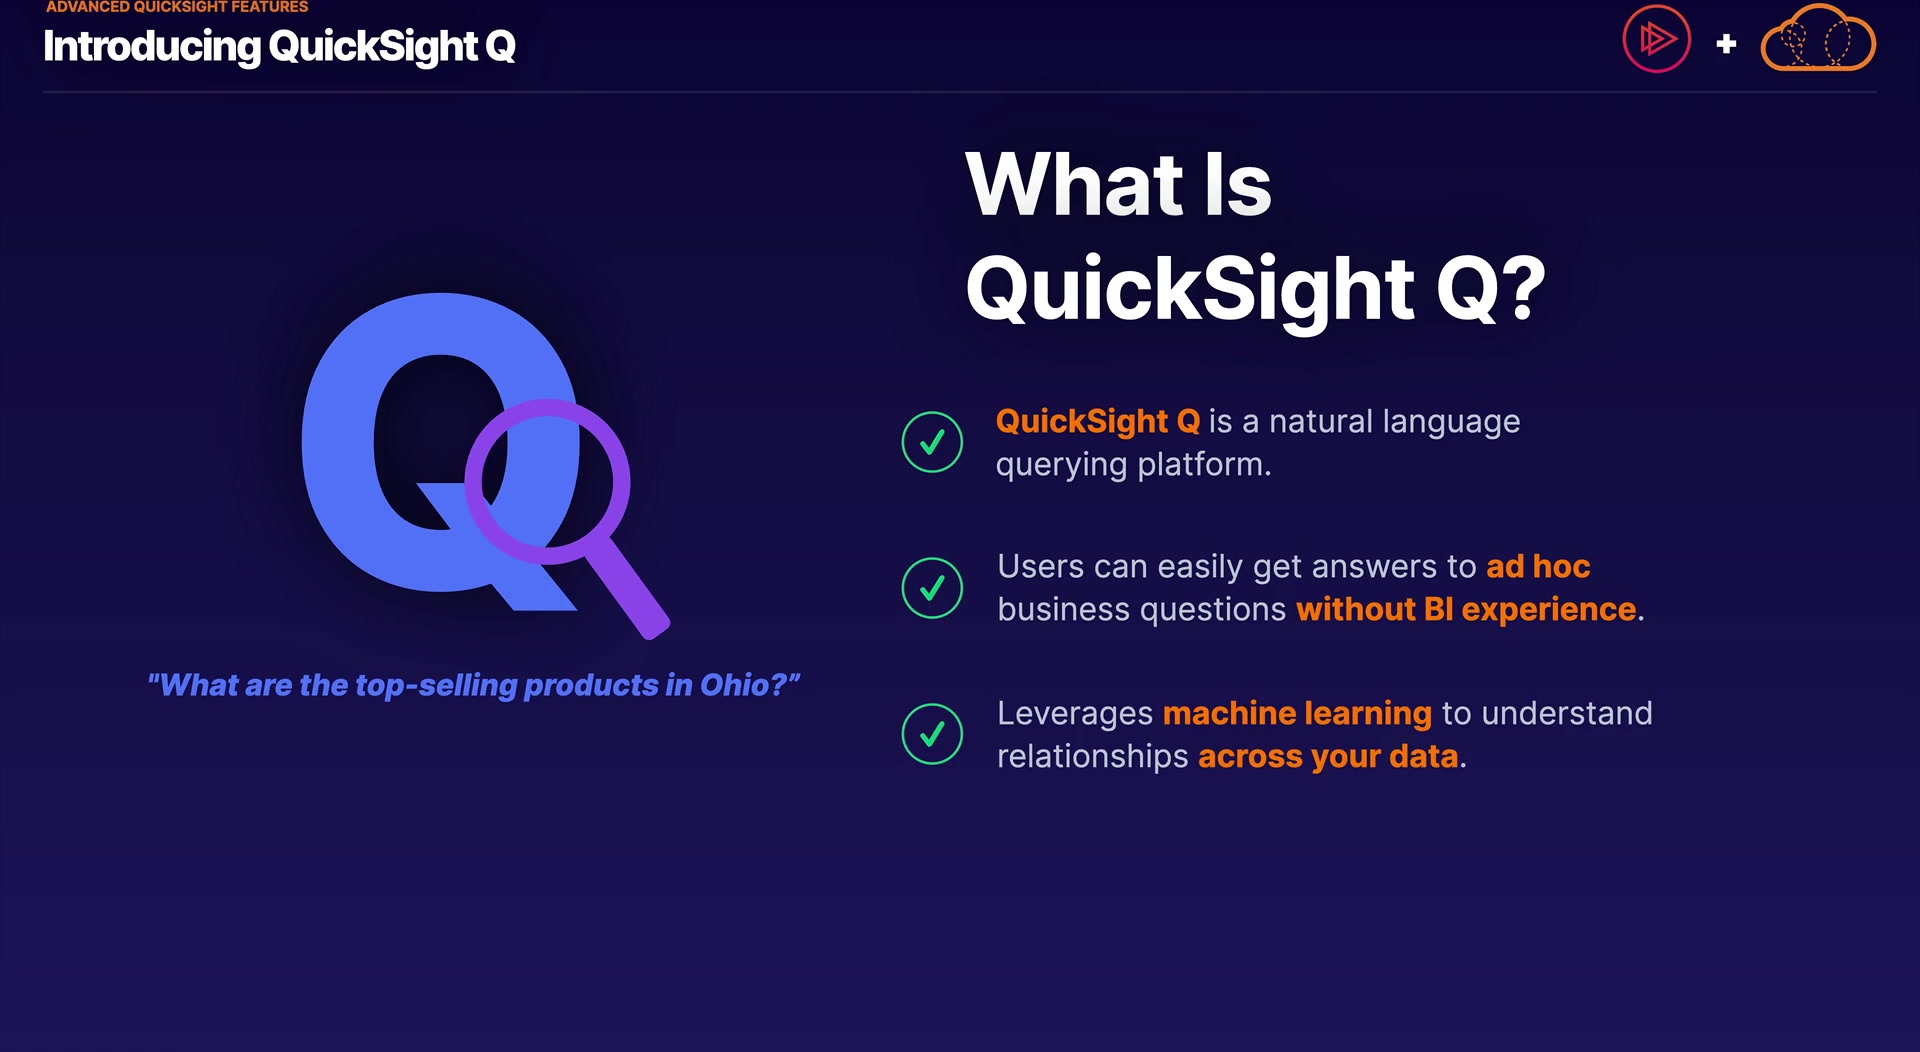 ADVANCED QUICKSIGHT FEATURES
Introducing QuickSight Q
What Is
QuickSight Q?
QuickSight Q is a natural language
querying platform.
Users can easily get answers to ad hoc
business questions without BI experience.
Leverages machine learning to understand
relationships across your data.
"What are the top-selling products in Ohio?”